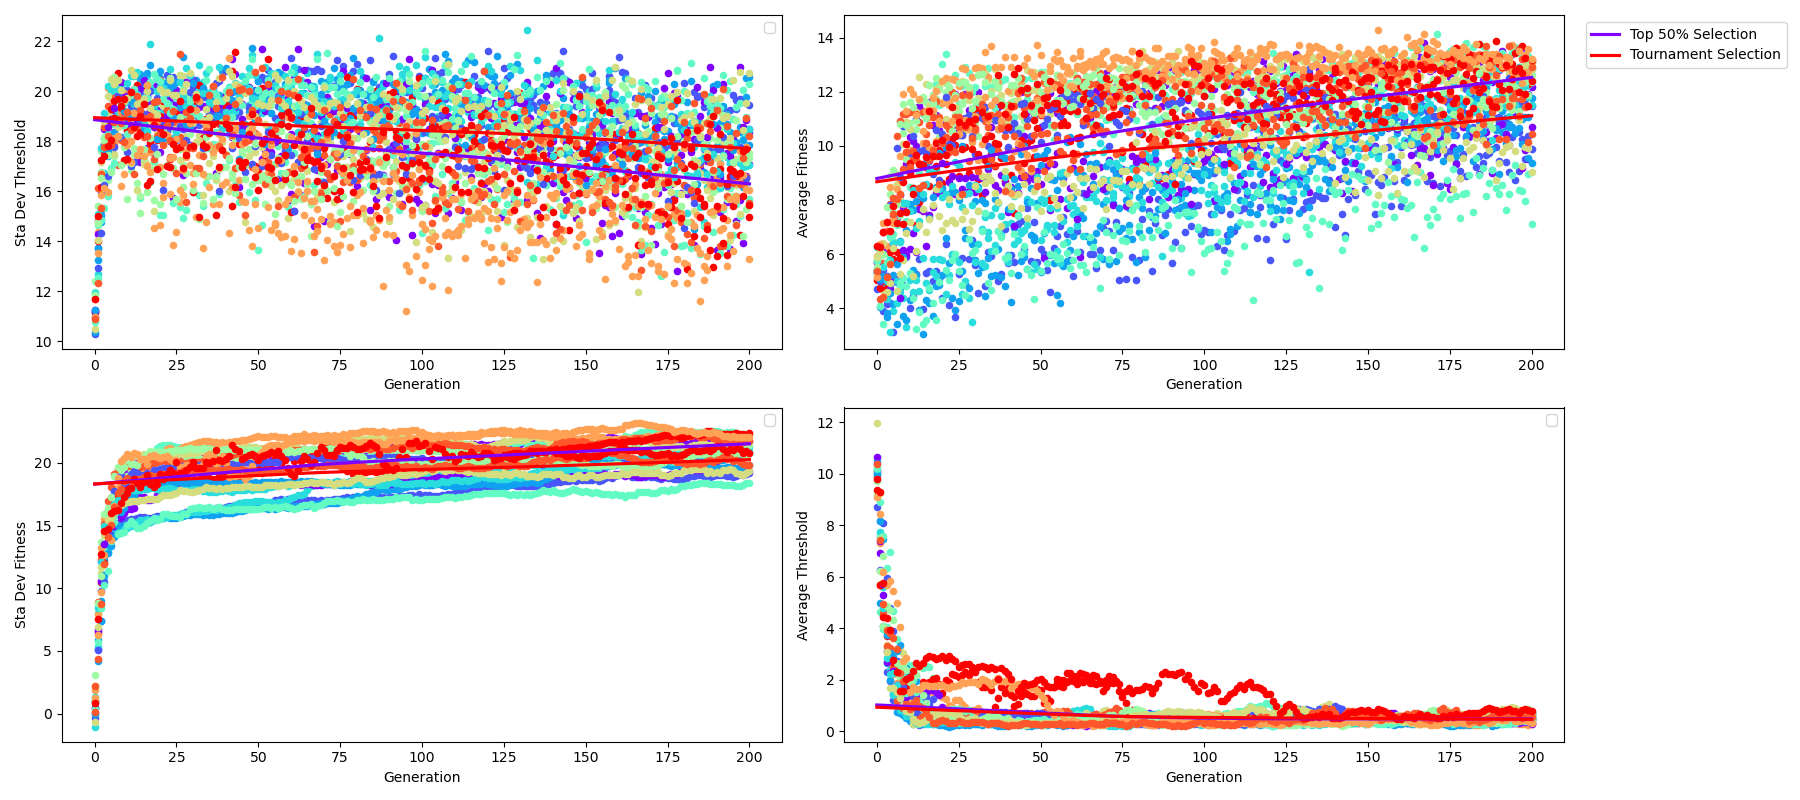 Sta Dev Threshold
22
20
18
16
14
12
10
0 25 50 75 100 125 150 175 200
Generation
Average Fitness
14
12
10
8
6
4
0 25 50 75 100 125 150 175 200
Generation
Top 50% Selection
Tournament Selection
Sta Dev Fitness
20
15
10
5
0
0 25 50 75 100 125 150 175 200
Generation
Average Threshold
12
10
8
6
4
2
0
0 25 50 75 100 125 150 175 200
Generation